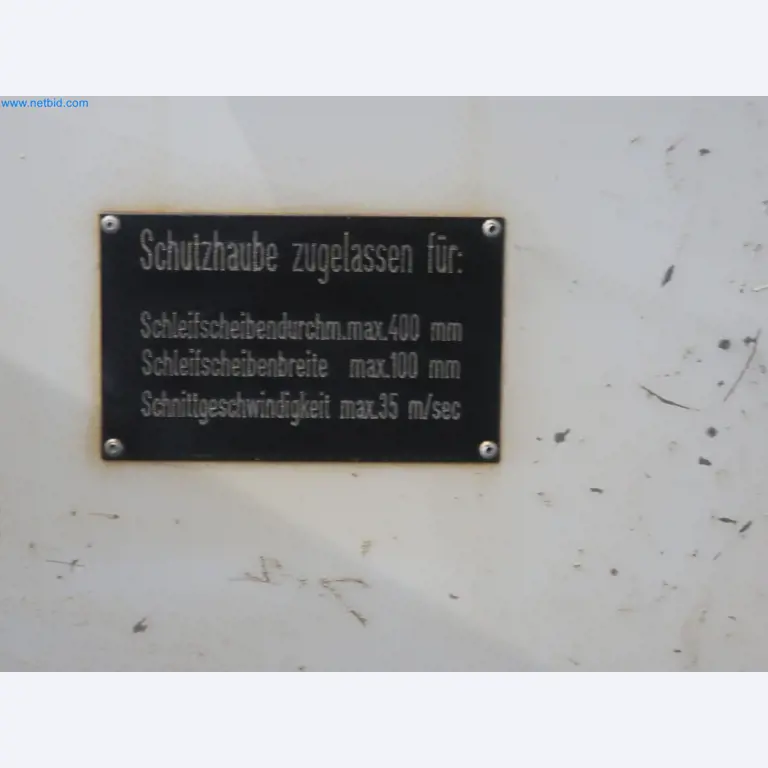 www.netbid.com
Schutzhaube zugelassen für:
Schleifscheibendurchm.max.400 mm
Schleifscheibenbreite max.100 mm
Schnittgeschwindigkeit max.35 m/sec